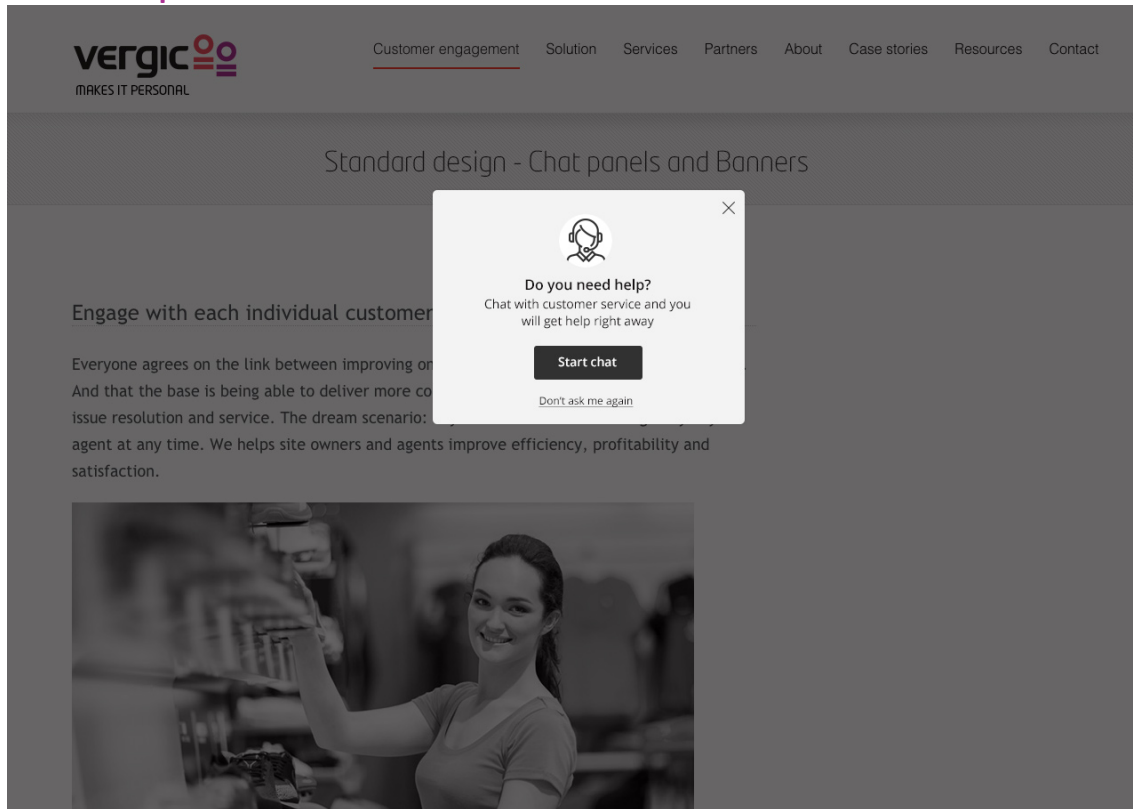 vergic
MAKES IT PERSONAL
Customer engagement Solution Services Partners About Case stories Resources Contact
Standard design - Chat panels and Banners
Do you need help?
Chat with customer service and you
will get help right away
Start chat
Don't ask me again
Engage with each individual customer
Everyone agrees on the link between improving
And that the base is being able to deliver more
issue resolution and service. The dream scenario:
agent at any time. We helps site owners and agents improve efficiency, profitability and
satisfaction.